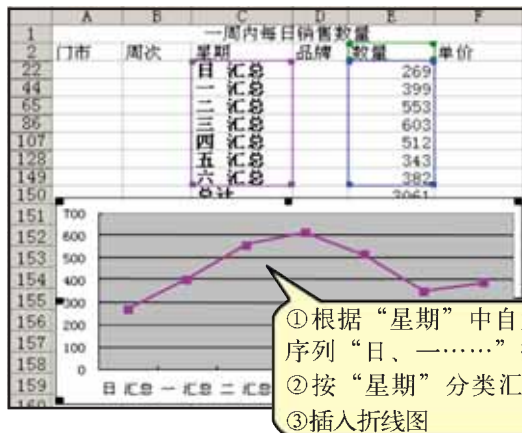 A B C D E F
1 一周内每日销售数量
2 门市 周次 星期 品牌 数量 单价
22 日 汇总 269
44 一 汇总 399
65 二 汇总 553
86 三 汇总 603
107 四 汇总 512
128 五 汇总 343
149 六 汇总 382
150 总计 3061
151
152
153
154
155
156
157
158
159
160
700
600
500
400
300
200
100
0
日 汇总 一 汇总 二 汇总
①根据“星期”中自
序列“日、一……”
②按“星期”分类汇
③插入折线图